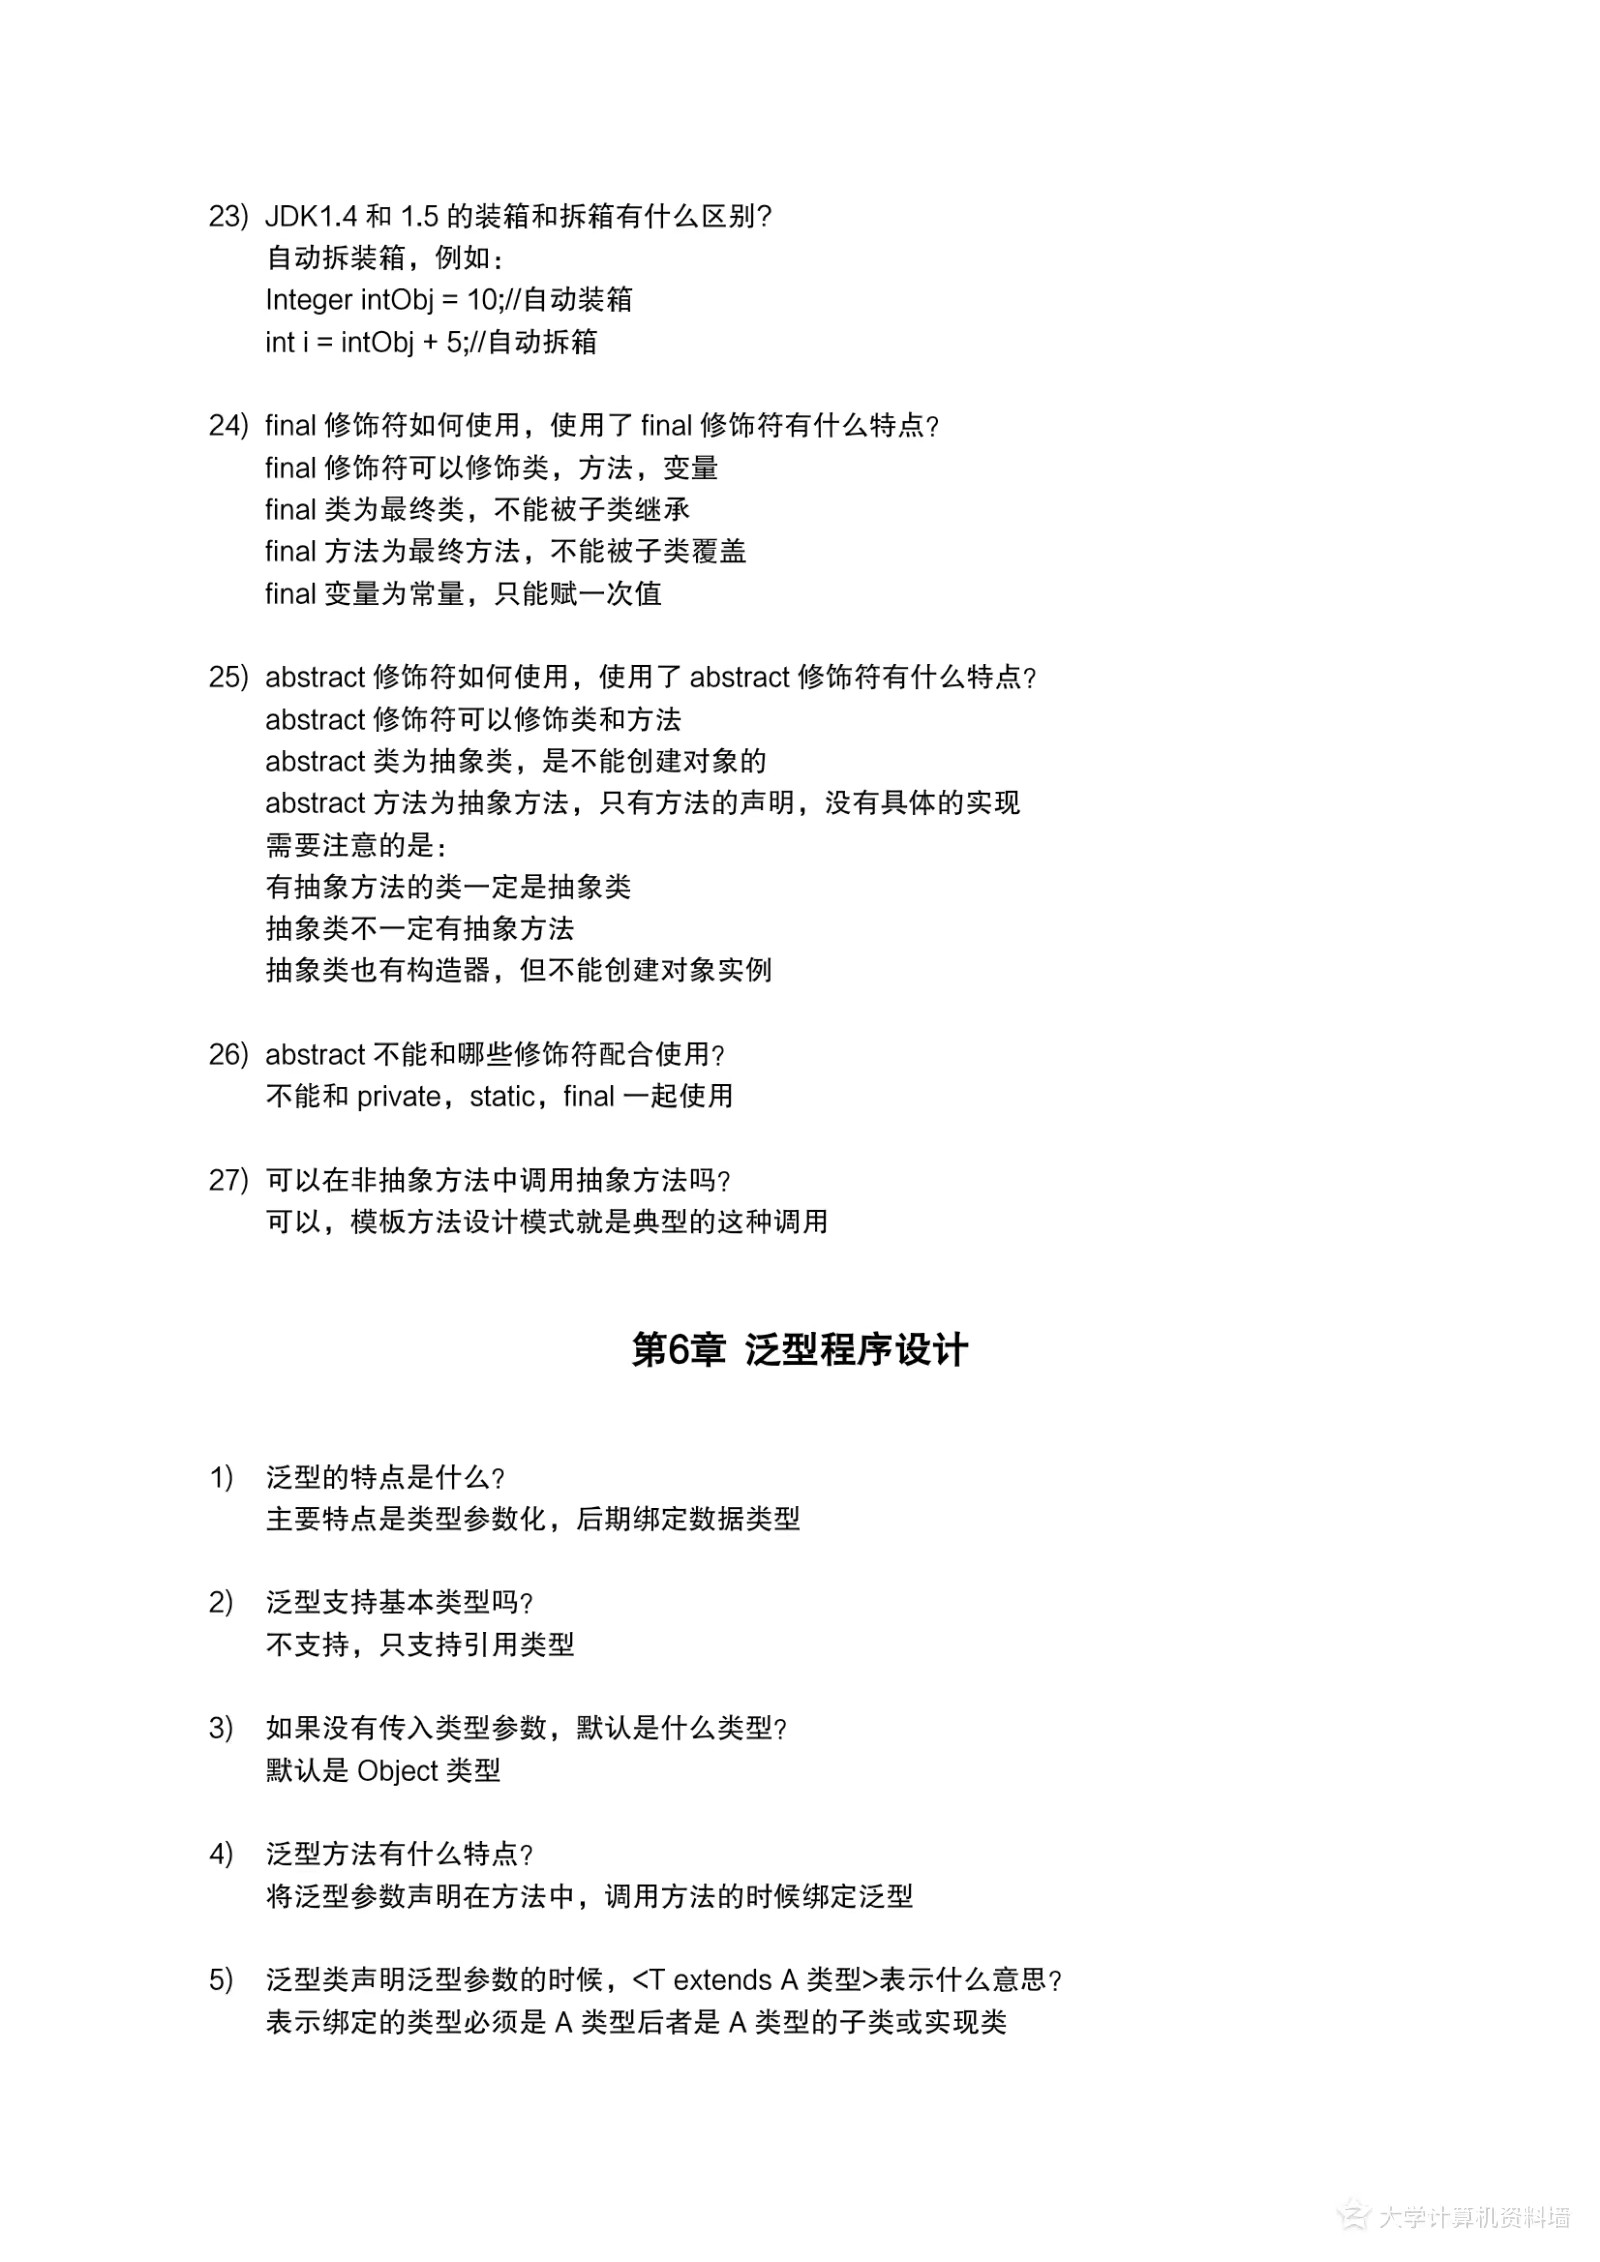 23) JDK1.4 和 1.5 的装箱和拆箱有什么区别?
自动拆装箱，例如：
Integer intObj = 10;//自动装箱
int i = intObj + 5;//自动拆箱
24) final 修饰符如何使用，使用了 final 修饰符有什么特点?
final 修饰符可以修饰类，方法，变量
final 类为最终类，不能被子类继承
final 方法为最终方法，不能被子类覆盖
final 变量为常量，只能赋一次值
25) abstract 修饰符如何使用，使用了 abstract 修饰符有什么特点?
abstract 修饰符可以修饰类和方法
abstract 类为抽象类，是不能创建对象的
abstract 方法为抽象方法，只有方法的声明，没有具体的实现
需要注意的是：
有抽象方法的类一定是抽象类
抽象类不一定有抽象方法
抽象类也有构造器，但不能创建对象实例
26) abstract 不能和哪些修饰符配合使用?
不能和 private，static，final 一起使用
27) 可以在非抽象方法中调用抽象方法吗?
可以，模板方法设计模式就是典型的这种调用
第6章 泛型程序设计
1) 泛型的特点是什么?
主要特点是类型参数化，后期绑定数据类型
2) 泛型支持基本类型吗?
不支持，只支持引用类型
3) 如果没有传入类型参数，默认是什么类型?
默认是 Object 类型
4) 泛型方法有什么特点?
将泛型参数声明在方法中，调用方法的时候绑定泛型
5) 泛型类声明泛型参数的时候，<T extends A 类型>表示什么意思?
表示绑定的类型必须是 A 类型后者是 A 类型的子类或实现类
大学计算机资料墙